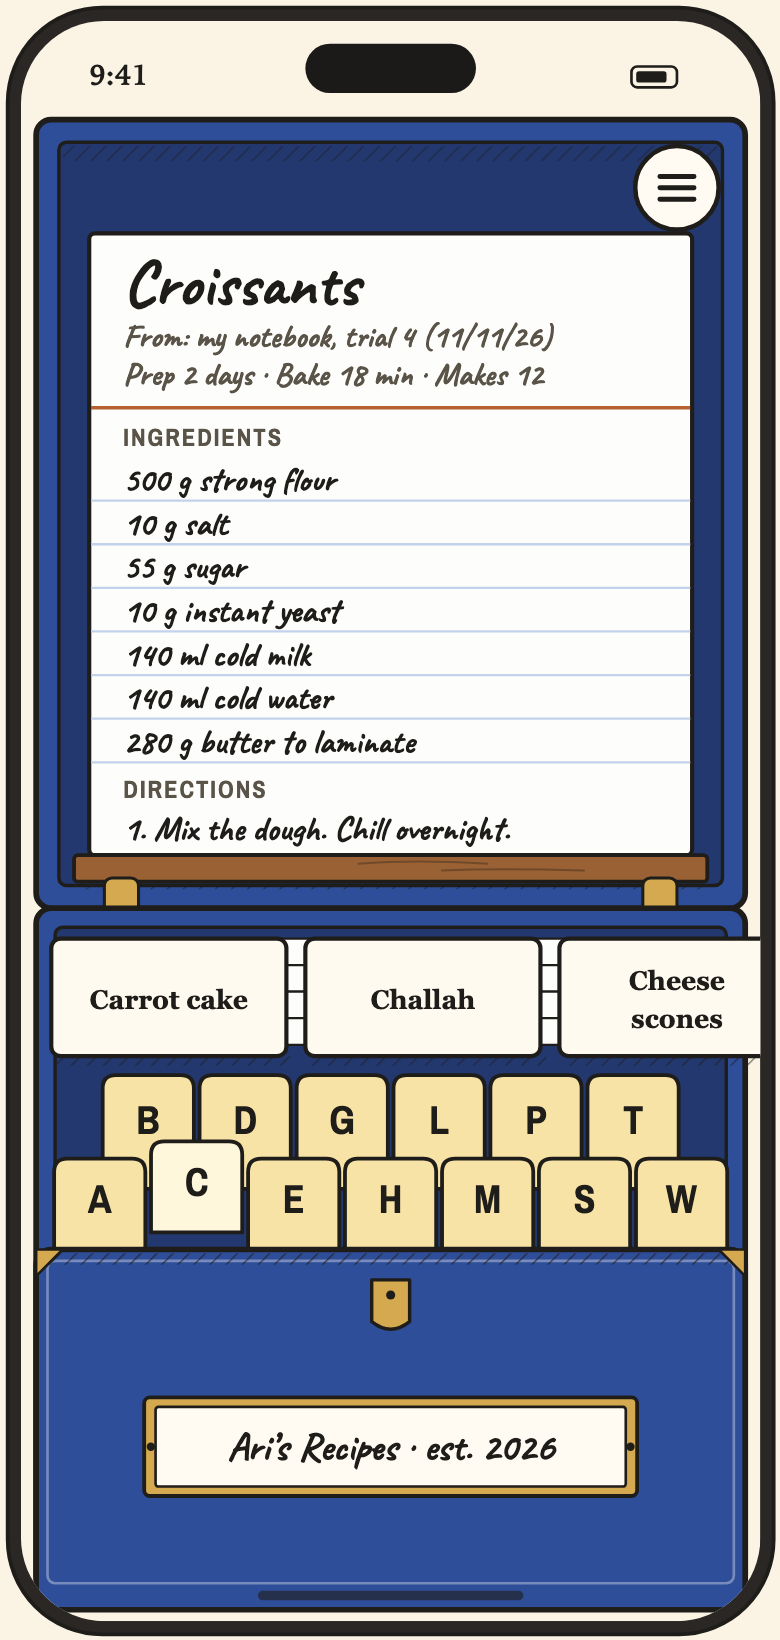 9:41
Croissants
From: my notebook, trial 4 (11/11/26)
Prep 2 days · Bake 18 min · Makes 12
INGREDIENTS
500 g strong flour
10 g salt
55 g sugar
10 g instant yeast
140 ml cold milk
140 ml cold water
280 g butter to laminate
DIRECTIONS
1. Mix the dough. Chill overnight.
Carrot cake
Challah
Cheese
scones
B D G L P T
A C E H M S W
Ari’s Recipes · est. 2026